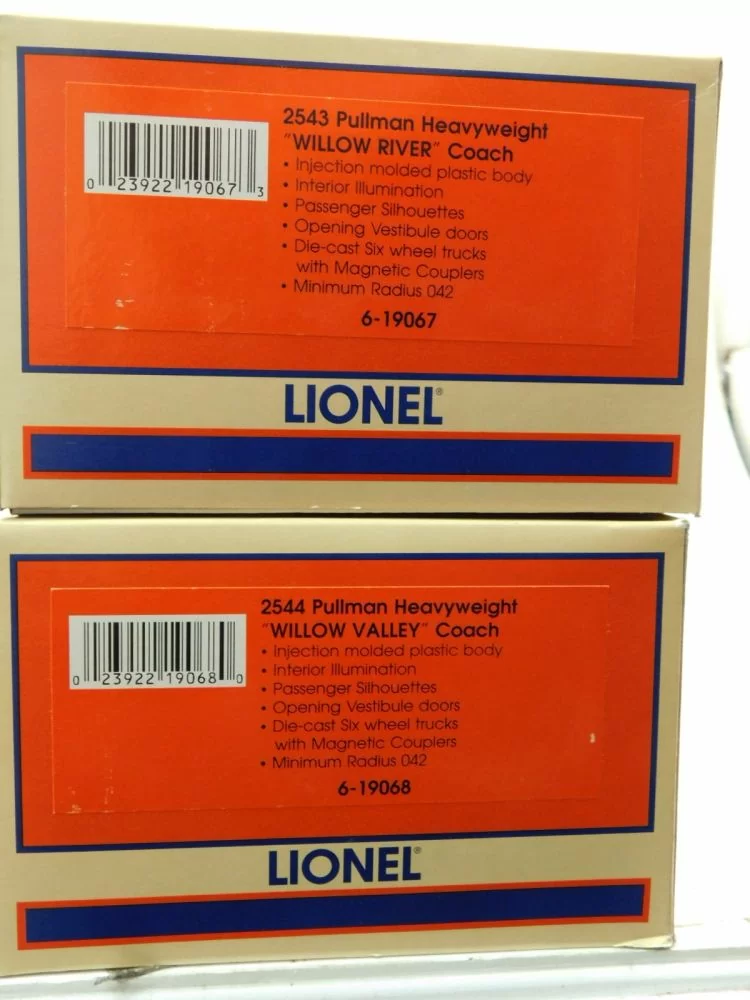 2543 Pullman Heavyweight
"WILLOW RIVER" Coach
• Injection molded plastic body
• Interior Illumination
• Passenger Silhouettes
• Opening Vestibule doors
• Die-cast Six wheel trucks
with Magnetic Couplers
• Minimum Radius 042
6-19067
0 23922 19067 3
LIONEL®
2544 Pullman Heavyweight
"WILLOW VALLEY" Coach
• Injection molded plastic body
• Interior Illumination
• Passenger Silhouettes
• Opening Vestibule doors
• Die-cast Six wheel trucks
with Magnetic Couplers
• Minimum Radius 042
6-19068
0 23922 19068 0
LIONEL®